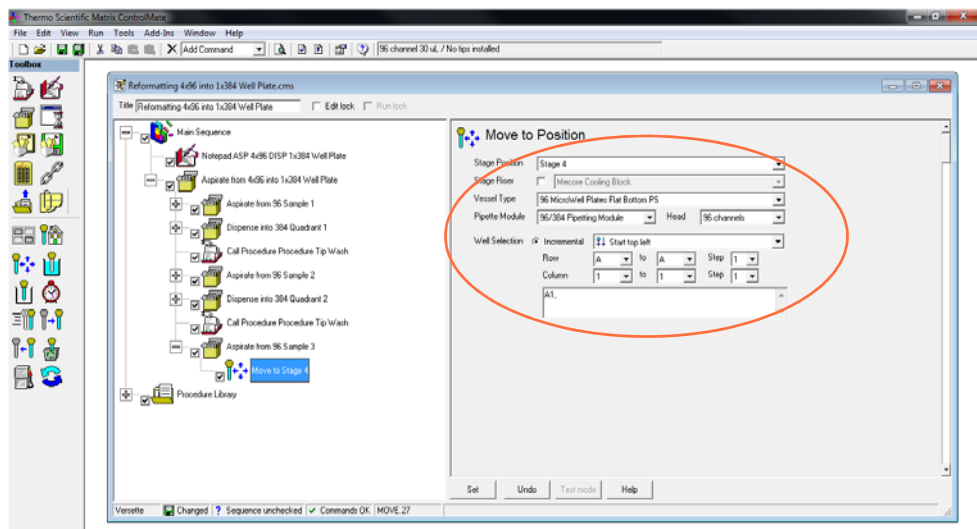 Thermo Scientific Matrix ControlMate
File Edit View Run Tools Add-Ins Window Help
Add Command 96 channel 30 uL / No tips installed
Toolbox
Reformatting 4x96 into 1x384 Well Plate.cms
Title Reformatting 4x96 into 1x384 Well Plate Edit lock Run lock
Main Sequence
Notepad ASP 4x96 DISP 1x384 Well Plate
Aspirate from 4x96 into 1x384 Well Plate
Aspirate from 96 Sample 1
Dispense into 384 Quadrant 1
Call Procedure Procedure Tip Wash
Aspirate from 96 Sample 2
Dispense into 384 Quadrant 2
Call Procedure Procedure Tip Wash
Aspirate from 96 Sample 3
Move to Stage 4
Procedure Library
Move to Position
Stage Position Stage 4
Stage Riser Mecore Cooling Block
Vessel Type 96 MicroWell Plates Flat Bottom PS
Pipette Module 96/384 Pipetting Module Head 96 channels
Well Selection Incremental Start top left
Row A to A Step 1
Column 1 to 1 Step 1
A1,
Set Undo Text mode Help
Versette Changed ? Sequence unchecked Commands OK MOVE.27